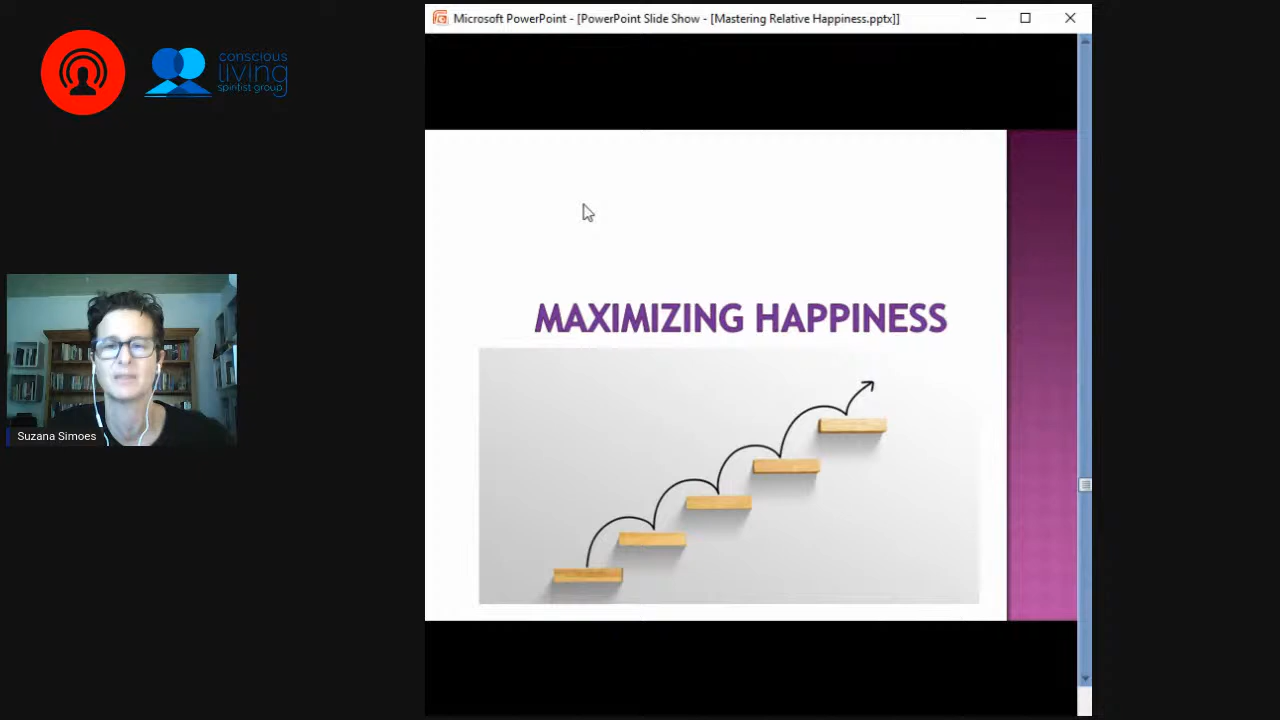 Microsoft PowerPoint - [PowerPoint Slide Show - [Mastering Relative Happiness.pptx]]
conscious
living
spiritist group
MAXIMIZING HAPPINESS
Suzana Simoes